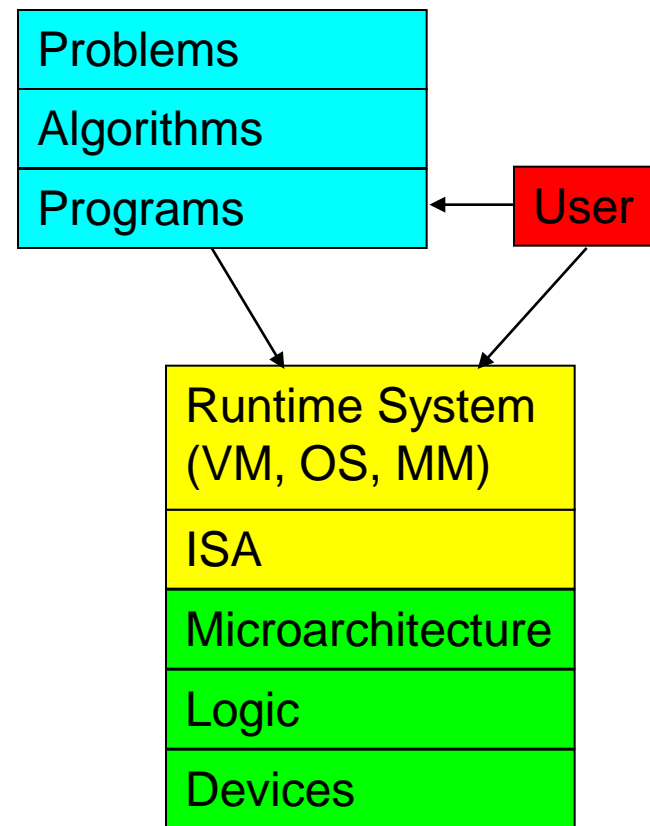 Problems
Algorithms
Programs
User
Runtime System
(VM, OS, MM)
ISA
Microarchitecture
Logic
Devices